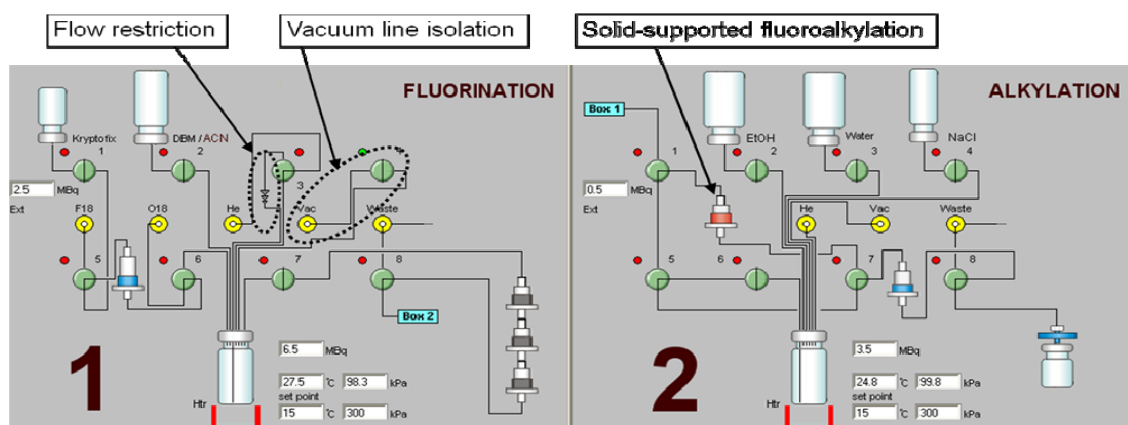 Flow restriction
Vacuum line isolation
Solid-supported fluoroalkylation
FLUORINATION
Kryptofix
1
DBM / ACIN
2
3
2.5 MBq
Ext
F18
O18
He
Vac
Waste
5
6
7
8
Box 2
1
6.5 MBq
27.5 °C 98.3 kPa
set point
Htr
15 °C 300 kPa
ALKYLATION
Box 1
1
EtOH
2
Water
3
NaCl
4
0.5 MBq
Ext
He
Vac
Waste
5
6
7
8
2
3.5 MBq
24.8 °C 99.8 kPa
set point
Htr
15 °C 300 kPa